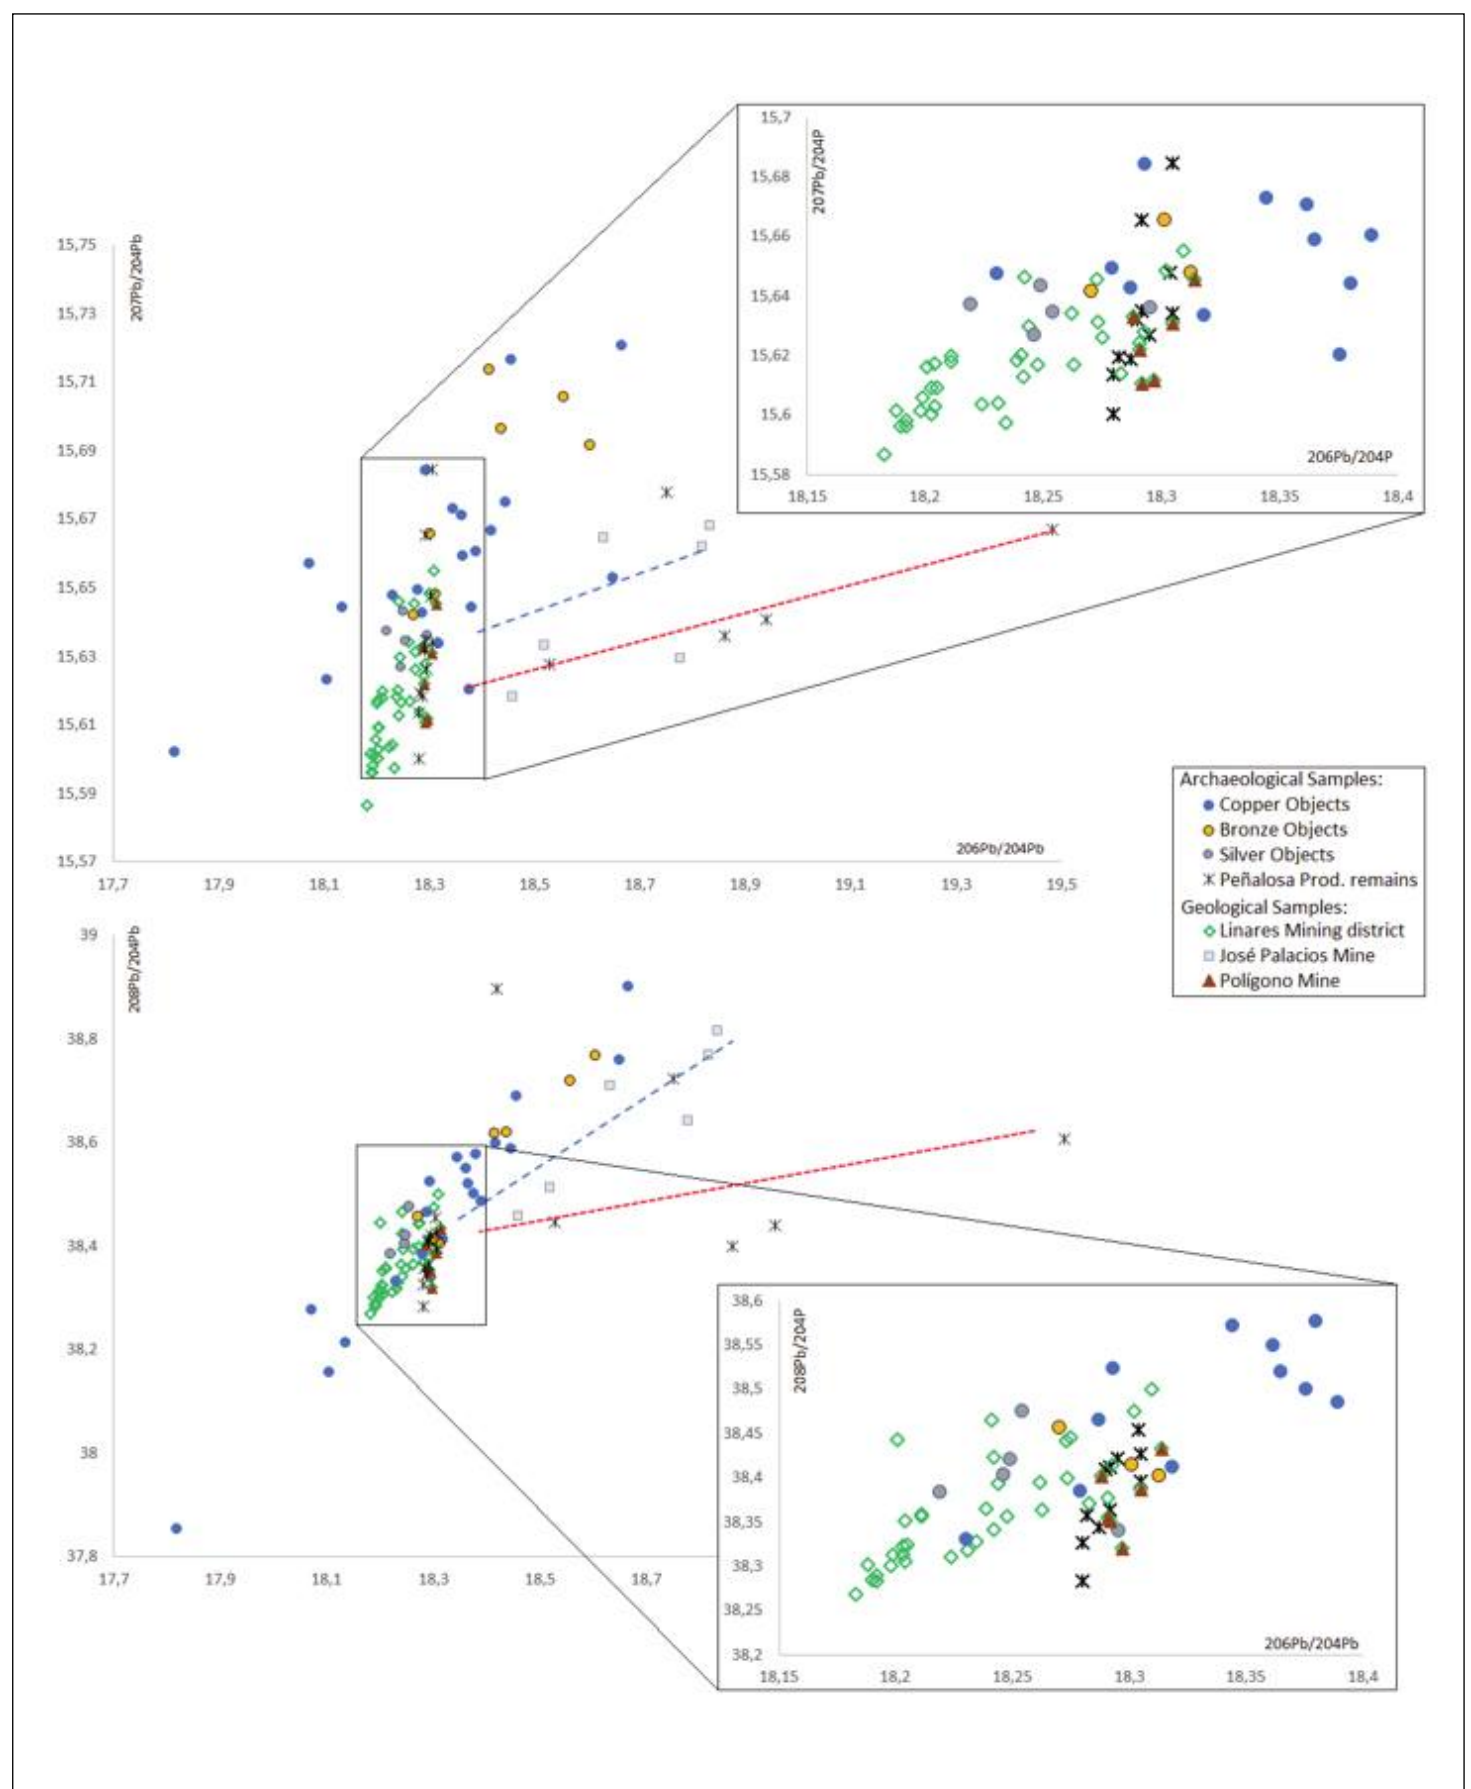 15,7
207Pb/204P
15,68
15,66
15,64
15,62
15,6
15,58
206Pb/204P
18,15 18,2 18,25 18,3 18,35 18,4
15,75
207Pb/204Pb
15,73
15,71
15,69
15,67
15,65
15,63
15,61
15,59
15,57
206Pb/204Pb
17,7 17,9 18,1 18,3 18,5 18,7 18,9 19,1 19,3 19,5
Archaeological Samples:
Copper Objects
Bronze Objects
Silver Objects
Peñalosa Prod. remains
Geological Samples:
Linares Mining district
José Palacios Mine
Polígono Mine
39
208Pb/204Pb
38,8
38,6
38,4
38,2
38
37,8
17,7 17,9 18,1 18,3 18,5 18,7
38,6
208Pb/204P
38,55
38,5
38,45
38,4
38,35
38,3
38,25
38,2
206Pb/204Pb
18,15 18,2 18,25 18,3 18,35 18,4